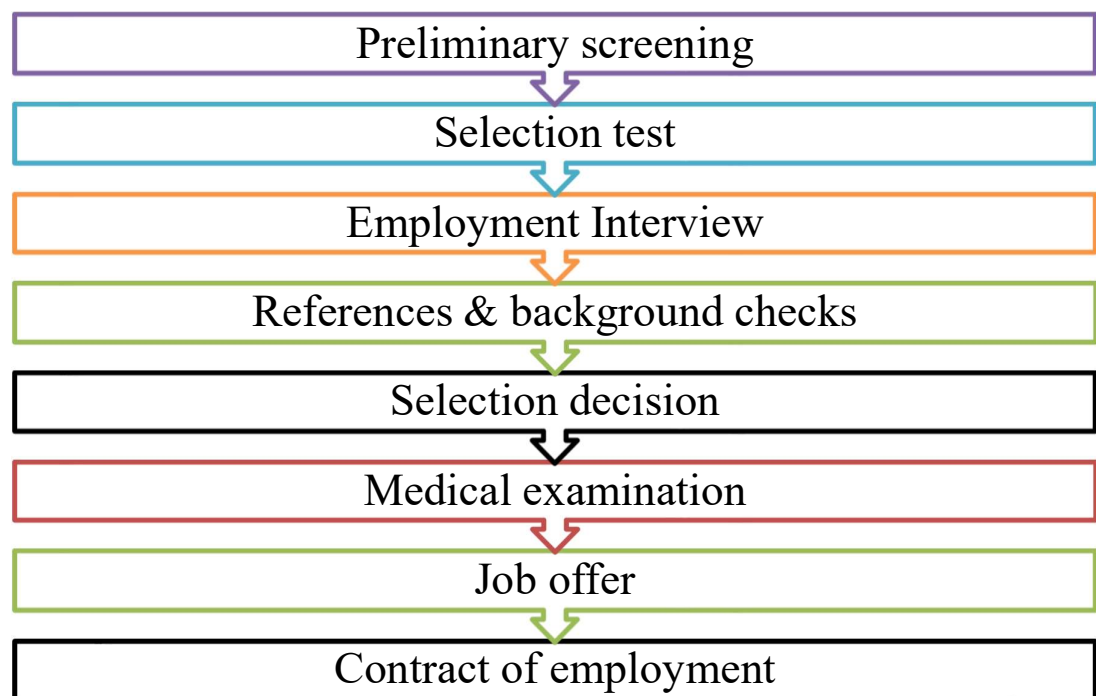 Preliminary screening
Selection test
Employment Interview
References & background checks
Selection decision
Medical examination
Job offer
Contract of employment